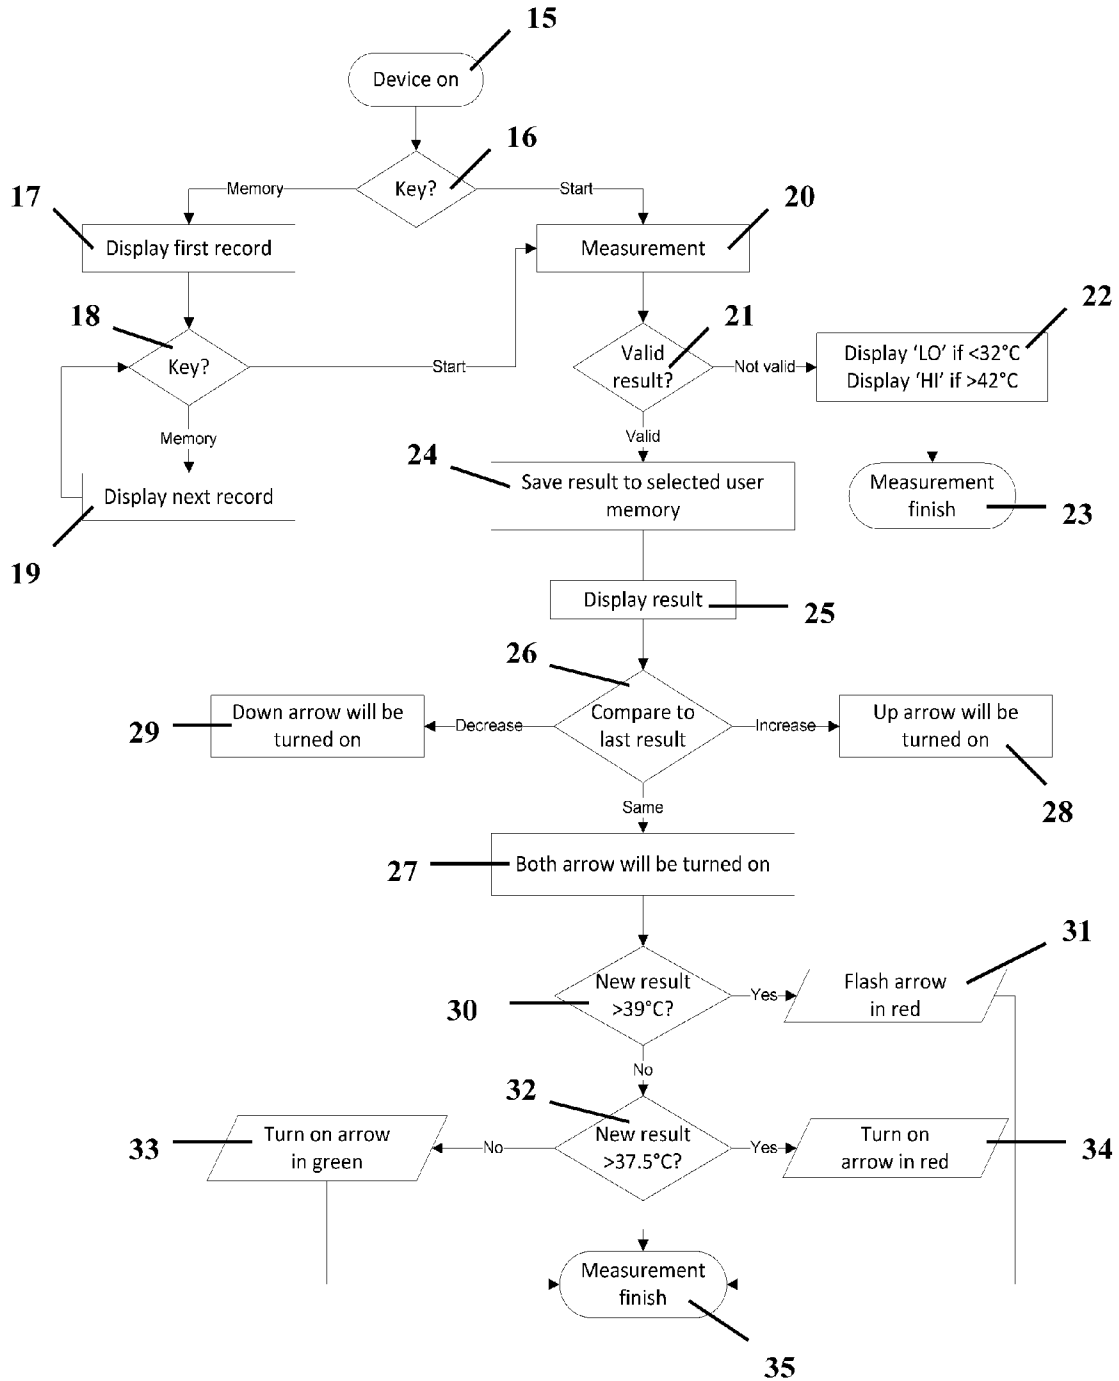 15
Device on
16
Key?
Memory
Start
17
Display first record
20
Measurement
18
Key?
Start
21
Valid
result?
Not valid
22
Display ‘LO’ if <32°C
Display ‘HI’ if >42°C
Memory
Valid
19
Display next record
24
Save result to selected user
memory
Measurement
finish
23
Display result
25
26
Compare to
last result
Decrease
Increase
29
Down arrow will be
turned on
Up arrow will be
turned on
28
Same
27
Both arrow will be turned on
30
New result
>39°C?
Yes
31
Flash arrow
in red
No
32
New result
>37.5°C?
No
Yes
33
Turn on arrow
in green
Turn on
arrow in red
34
Measurement
finish
35